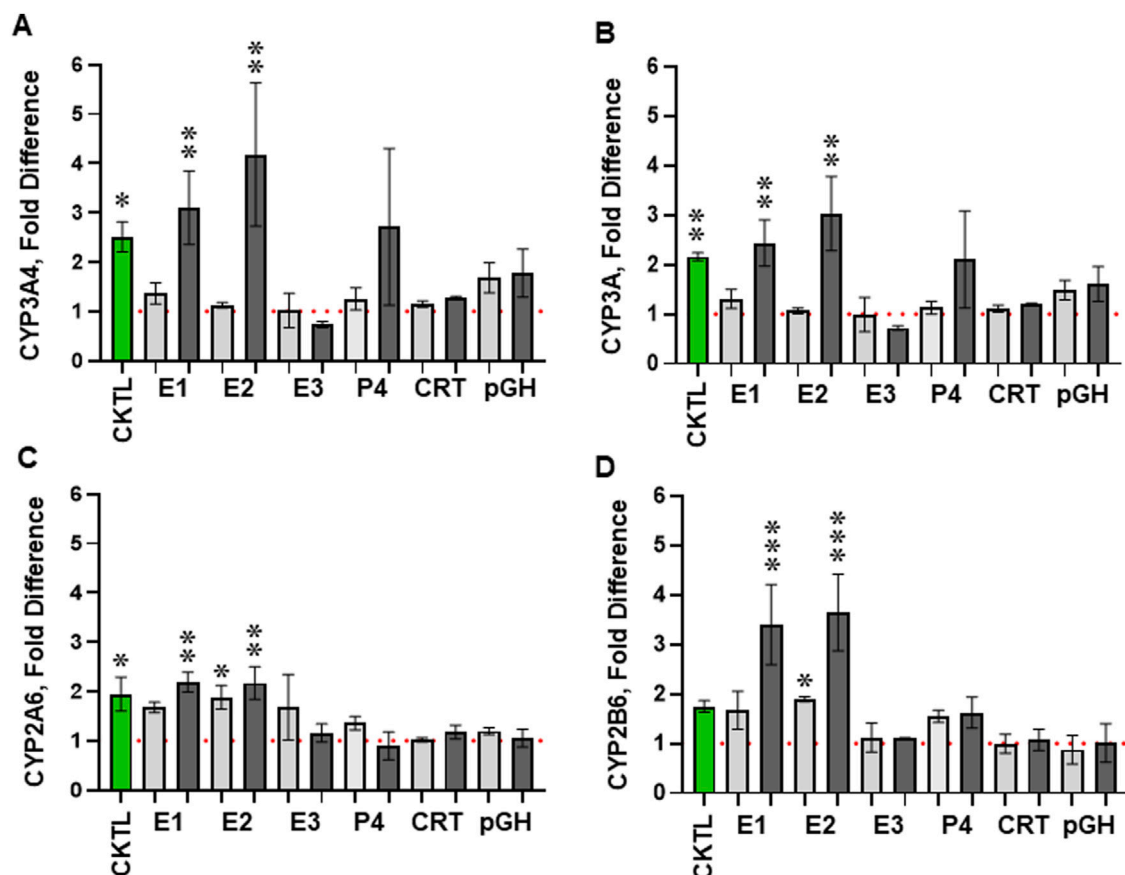 A
CYP3A4, Fold Difference
6
5
4
3
2
1
0
*
**
**
CKTL
E1
E2
E3
P4
CRT
pGH
B
CYP3A, Fold Difference
6
5
4
3
2
1
0
**
**
**
CKTL
E1
E2
E3
P4
CRT
pGH
C
CYP2A6, Fold Difference
6
5
4
3
2
1
0
*
**
*
**
CKTL
E1
E2
E3
P4
CRT
pGH
D
CYP2B6, Fold Difference
6
5
4
3
2
1
0
***
*
***
CKTL
E1
E2
E3
P4
CRT
pGH